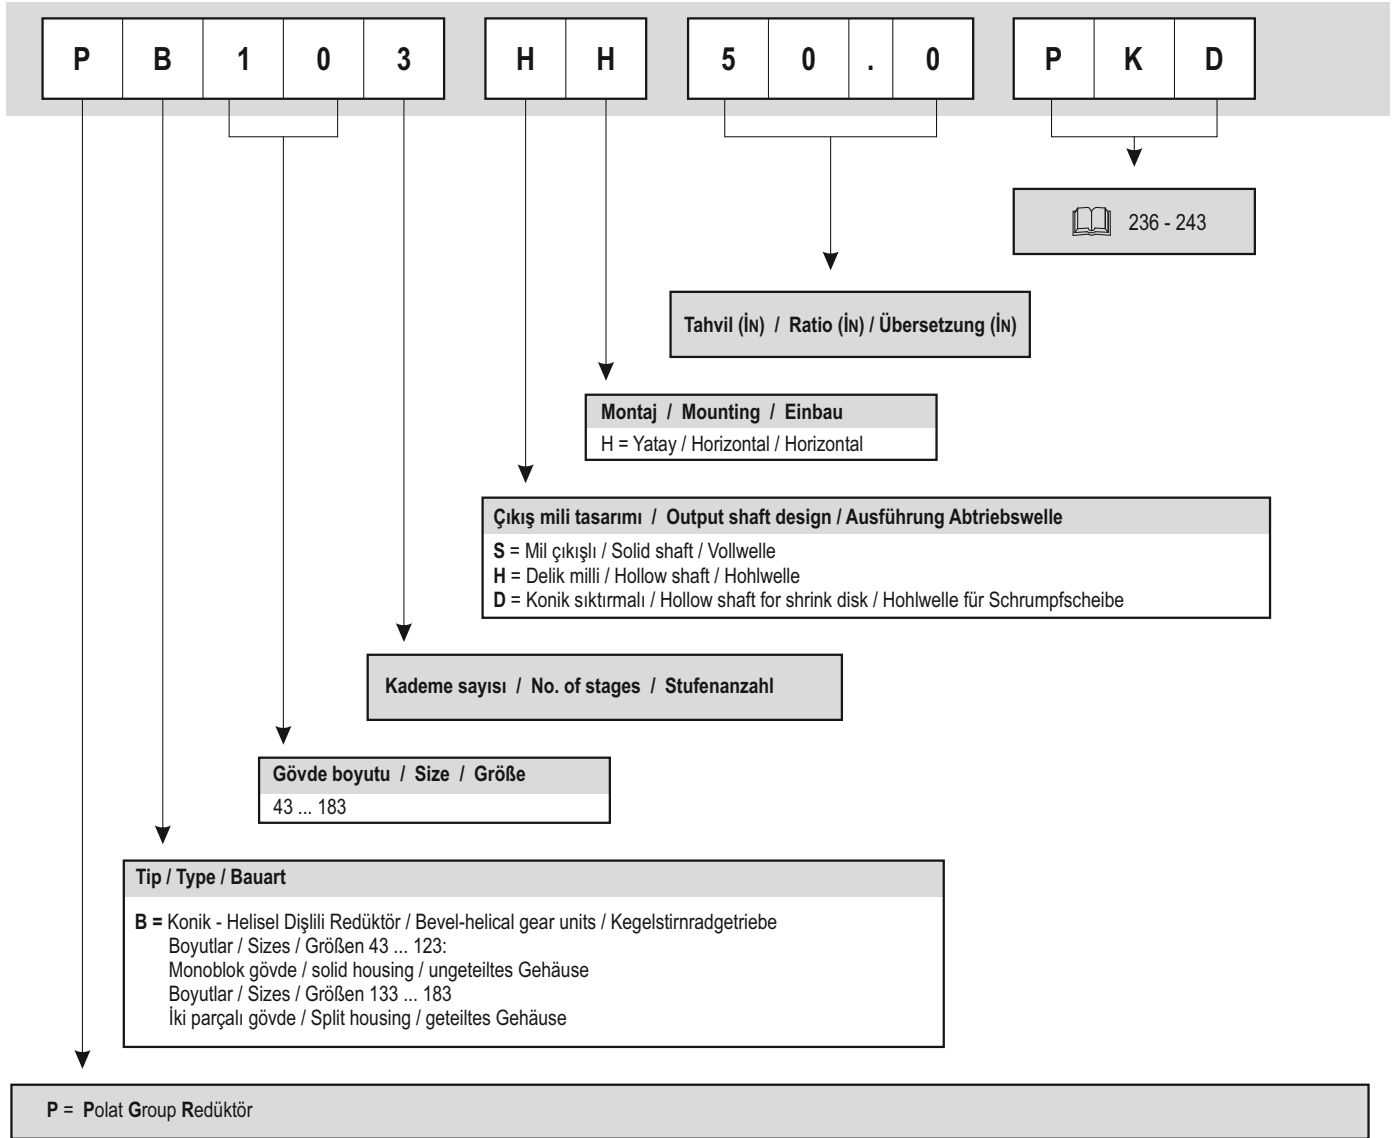 P B 1 0 3 H H 5 0 . 0 P K D
236 - 243
Tahvil (İN) / Ratio (İN) / Übersetzung (İN)
Montaj / Mounting / Einbau
H = Yatay / Horizontal / Horizontal
Çıkış mili tasarımı / Output shaft design / Ausführung Abtriebswelle
S = Mil çıkışlı / Solid shaft / Vollwelle
H = Delik milli / Hollow shaft / Hohlwelle
D = Konik sıktırmalı / Hollow shaft for shrink disk / Hohlwelle für Schrumpfscheibe
Kademe sayısı / No. of stages / Stufenanzahl
Gövde boyutu / Size / Größe
43 ... 183
Tip / Type / Bauart
B = Konik - Helisel Dişlili Redüktör / Bevel-helical gear units / Kegelstirnradgetriebe
Boyutlar / Sizes / Größen 43 ... 123:
Monoblok gövde / solid housing / ungeteiltes Gehäuse
Boyutlar / Sizes / Größen 133 ... 183
İki parçalı gövde / Split housing / geteiltes Gehäuse
P = Polat Group Redüktör